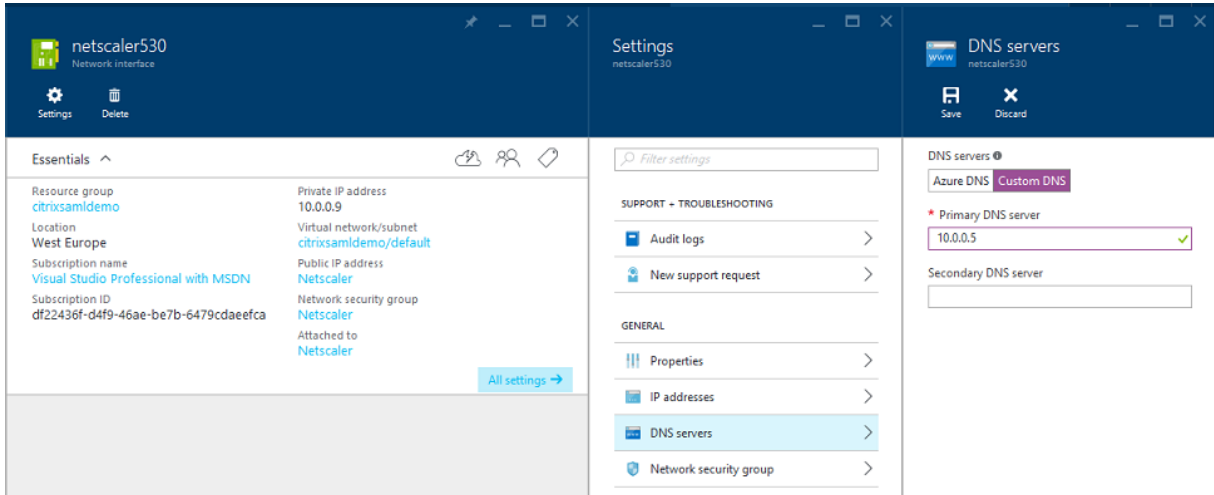 netscaler530
Network interface
Settings
Delete
Essentials
Resource group
citrixsamldemo
Location
West Europe
Subscription name
Visual Studio Professional with MSDN
Subscription ID
df22436f-d4f9-46ae-be7b-6479cdaeefca
Private IP address
10.0.0.9
Virtual network/subnet
citrixsamldemo/default
Public IP address
Netscaler
Network security group
Netscaler
Attached to
Netscaler
All settings →
Settings
netscaler530
Filter settings
SUPPORT + TROUBLESHOOTING
Audit logs
New support request
GENERAL
Properties
IP addresses
DNS servers
Network security group
www
DNS servers
netscaler530
Save
Discard
DNS servers
Azure DNS Custom DNS
* Primary DNS server
10.0.0.5
Secondary DNS server